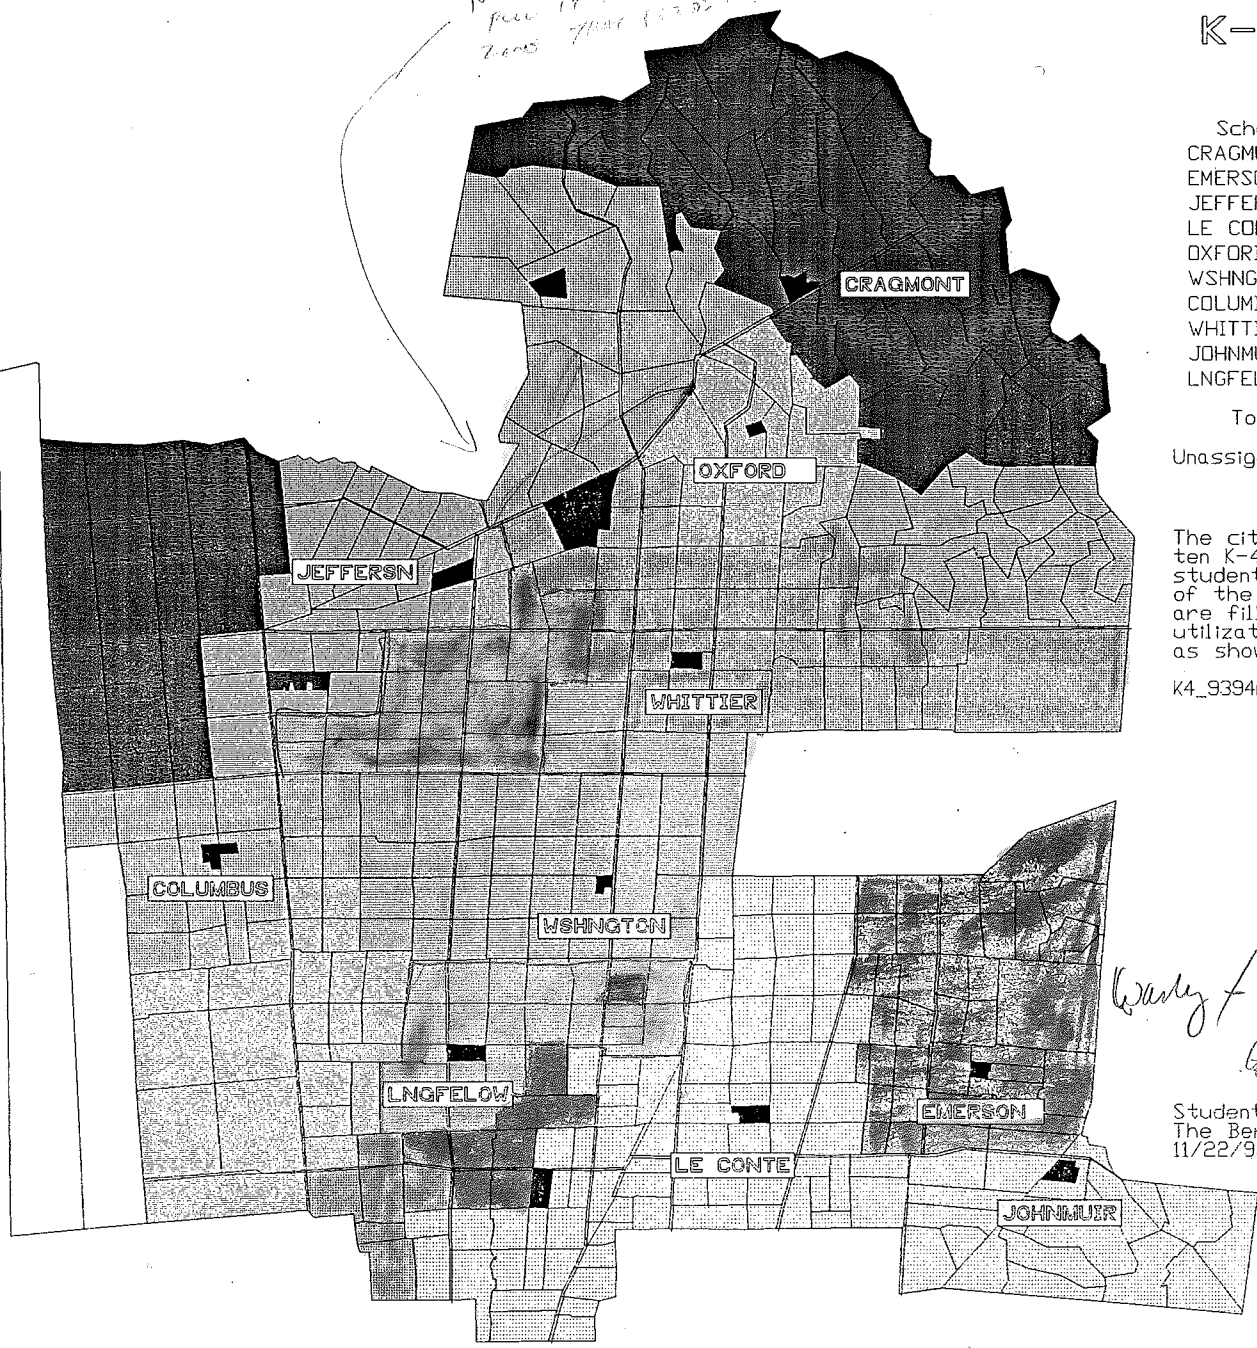 K-
Sch
CRAGM
EMERS
JEFFE
LE CO
OXFOR
WSHNG
COLUM
WHITT
JOHNM
LNGFE
To
Unassig
The cit
ten K-4
student
of the
are fil
utilizat
as show
K4_9394
CRAGMONT
OXFORD
JEFFERSN
WHITTIER
COLUMBUS
WSHNGTON
LNGFELOW
EMERSON
LE CONTE
JOHNMUIR
Student
The Ber
11/22/9